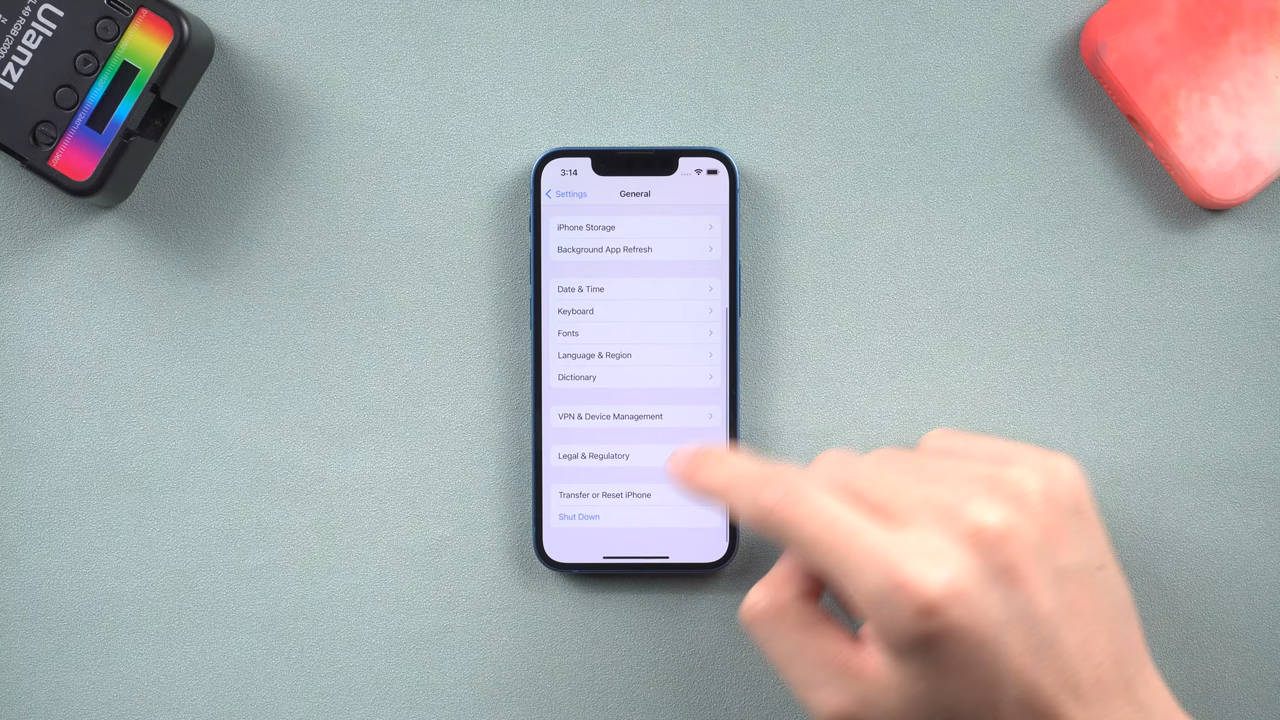 Ulanzi
3:14
Settings
General
iPhone Storage
Background App Refresh
Date & Time
Keyboard
Fonts
Language & Region
Dictionary
VPN & Device Management
Legal & Regulatory
Transfer or Reset iPhone
Shut Down